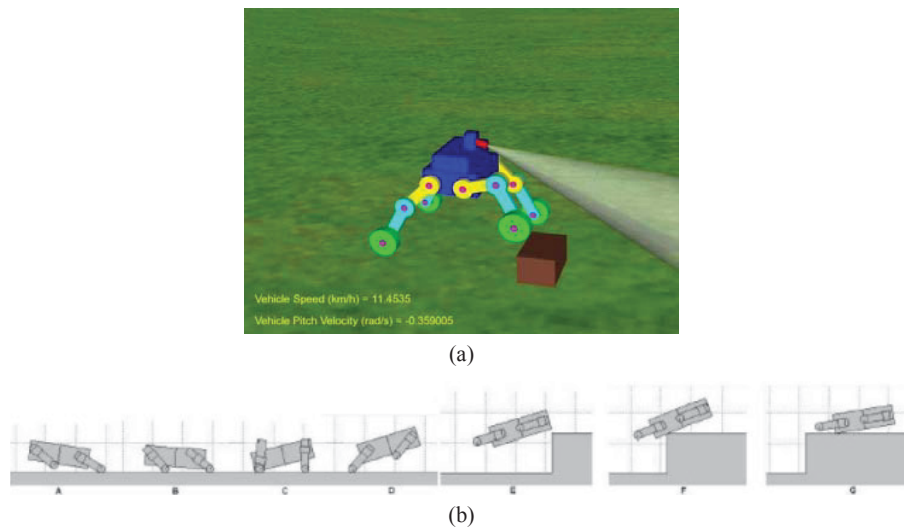 Vehicle Speed (km/h) = 11.4535
Vehicle Pitch Velocity (rad/s) = -0.359005
(a)
A B C D E F G
(b)